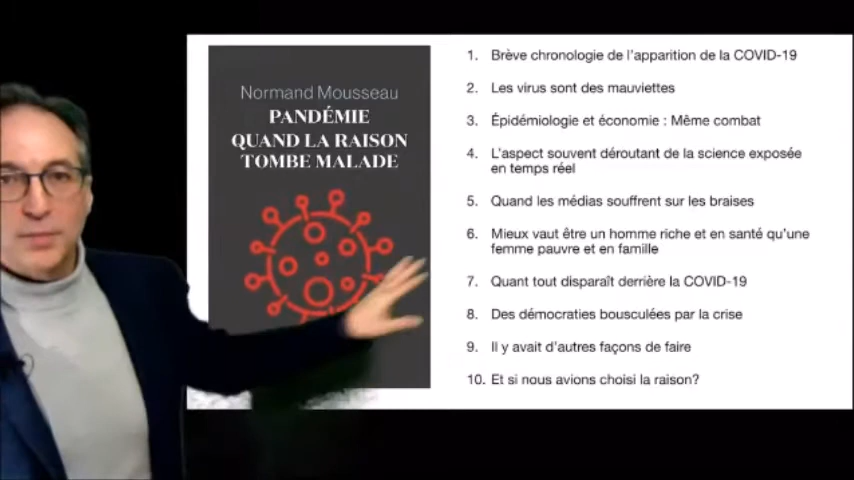 Normand Mousseau
PANDÉMIE
QUAND LA RAISON
TOMBE MALADE
1. Brève chronologie de l'apparition de la COVID-19
2. Les virus sont des mauviettes
3. Épidémiologie et économie : Même combat
4. L'aspect souvent déroutant de la science exposée
en temps réel
5. Quand les médias souffrent sur les braises
6. Mieux vaut être un homme riche et en santé qu'une
femme pauvre et en famille
7. Quant tout disparaît derrière la COVID-19
8. Des démocraties bousculées par la crise
9. Il y avait d'autres façons de faire
10. Et si nous avions choisi la raison?